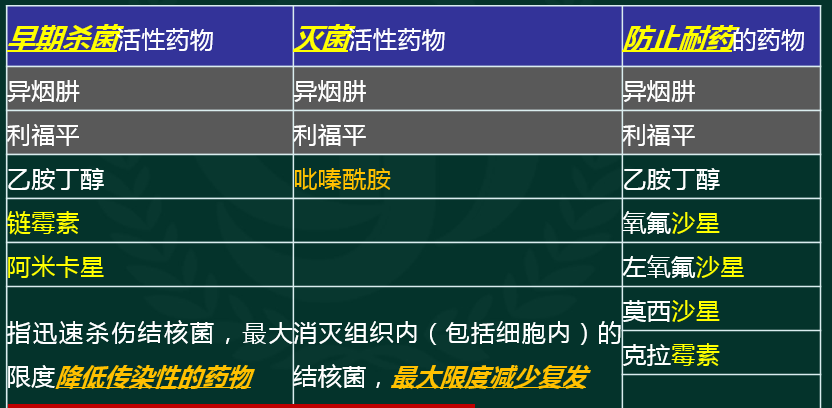 早期杀菌活性药物 灭菌活性药物 防止耐药的药物
异烟肼 异烟肼 异烟肼
利福平 利福平 利福平
乙胺丁醇 吡嗪酰胺 乙胺丁醇
链霉素 氧氟沙星
阿米卡星 左氧氟沙星
莫西沙星
克拉霉素
指迅速杀伤结核菌，最大
限度降低传染性的药物
消灭组织内（包括细胞内）的
结核菌，最大限度减少复发